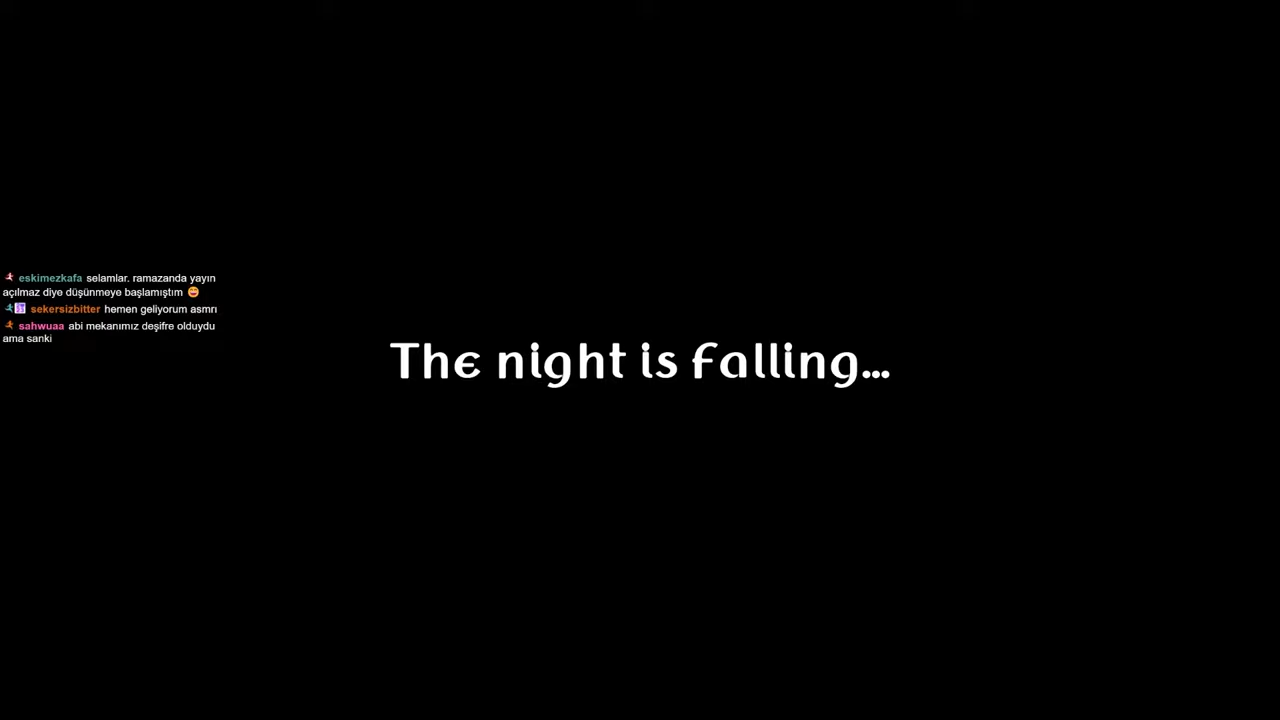 eskimezkafa selamlar. ramazanda yayın
açılmaz diye düşünmeye başlamıştım 😄
sekersizbitter hemen geliyorum asmrı
sahwuaa abi mekanımız deşifre olduydu
ama sanki
The night is falling...